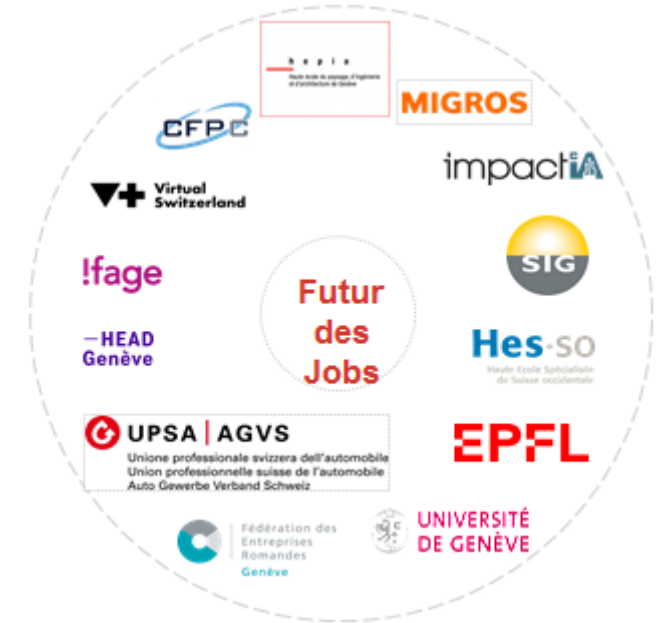 hepia
Haute école du paysage, d'ingénierie
et d'architecture de Genève
MIGROS
CFPC
impactiA
Virtual
Switzerland
SIG
!fage
Futur
des
Jobs
Hes·so
Haute Ecole Spécialisée
de Suisse occidentale
—HEAD
Genève
UPSA | AGVS
Unione professionale svizzera dell'automobile
Union professionnelle suisse de l'automobile
Auto Gewerbe Verband Schweiz
EPFL
Fédération des
Entreprises
Romandes
Genève
UNIVERSITÉ
DE GENÈVE